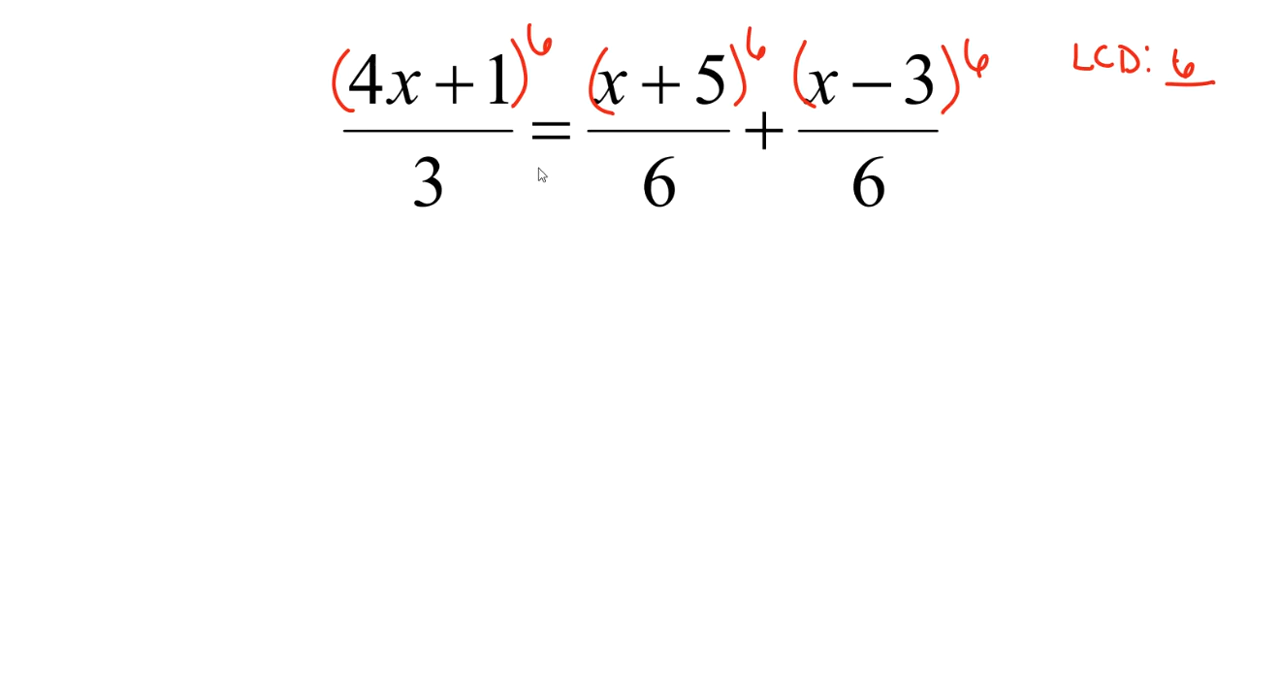 (4x + 1)^6 / 3 = (x + 5)^6 / 6 + (x − 3)^6 / 6
LCD: 6